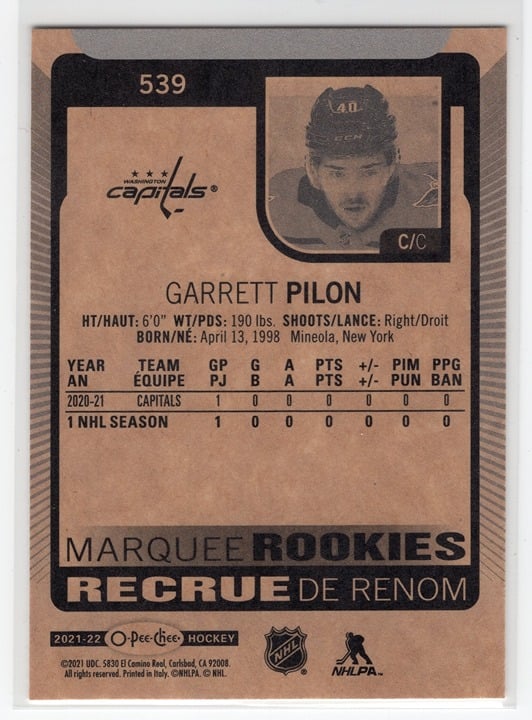 539
40
CCM
WASHINGTON
capitals®
C/C
GARRETT PILON
HT/HAUT: 6'0" WT/PDS: 190 lbs. SHOOTS/LANCE: Right/Droit
BORN/NÉ: April 13, 1998 Mineola, New York
YEAR TEAM GP G A PTS +/- PIM PPG
AN ÉQUIPE PJ B A PTS +/- PUN BAN
2020-21 CAPITALS 1 0 0 0 0 0 0
1 NHL SEASON 1 0 0 0 0 0 0
MARQUEE ROOKIES
RECRUE DE RENOM
2021-22 O-Pee-Chee HOCKEY
NHL
NHLPA
©2021 UDC. 5830 El Camino Real, Carlsbad, CA 92008.
All rights reserved. Printed in Italy. ©NHLPA. © NHL.